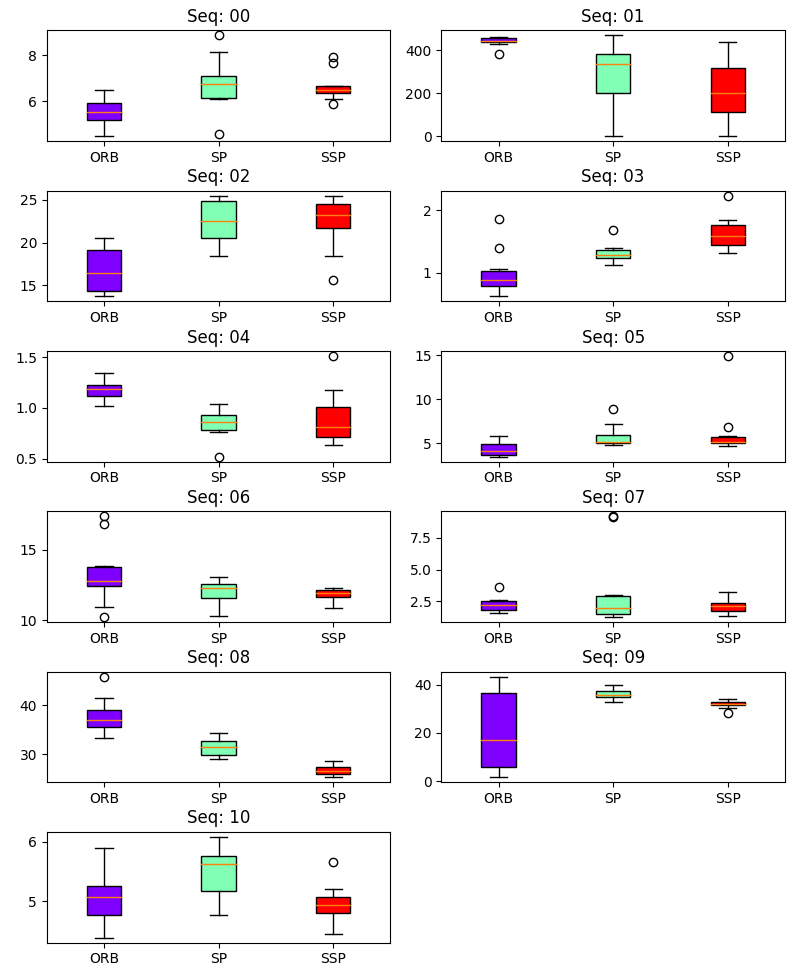 Seq: 00
8
6
ORB SP SSP
Seq: 01
400
200
0
ORB SP SSP
Seq: 02
25
20
15
ORB SP SSP
Seq: 03
2
1
ORB SP SSP
Seq: 04
1.5
1.0
0.5
ORB SP SSP
Seq: 05
15
10
5
ORB SP SSP
Seq: 06
15
10
ORB SP SSP
Seq: 07
7.5
5.0
2.5
ORB SP SSP
Seq: 08
40
30
ORB SP SSP
Seq: 09
40
20
0
ORB SP SSP
Seq: 10
6
5
ORB SP SSP